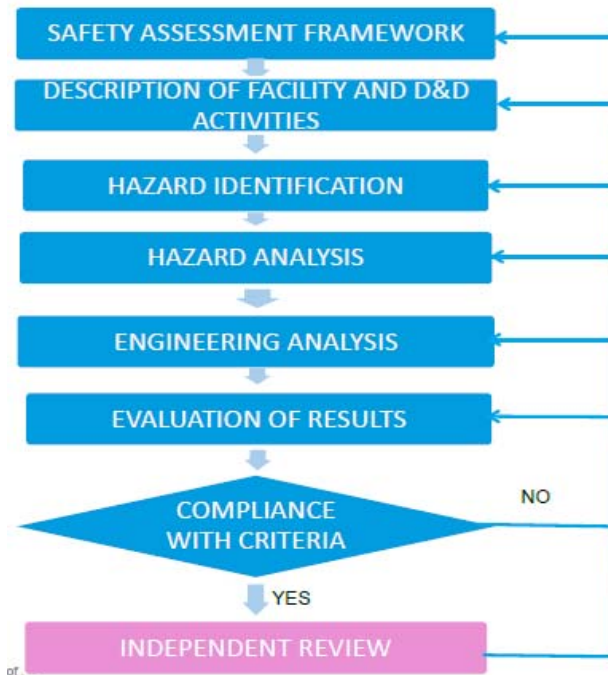 SAFETY ASSESSMENT FRAMEWORK
DESCRIPTION OF FACILITY AND D&D
ACTIVITIES
HAZARD IDENTIFICATION
HAZARD ANALYSIS
ENGINEERING ANALYSIS
EVALUATION OF RESULTS
COMPLIANCE
WITH CRITERIA
NO
YES
INDEPENDENT REVIEW
of